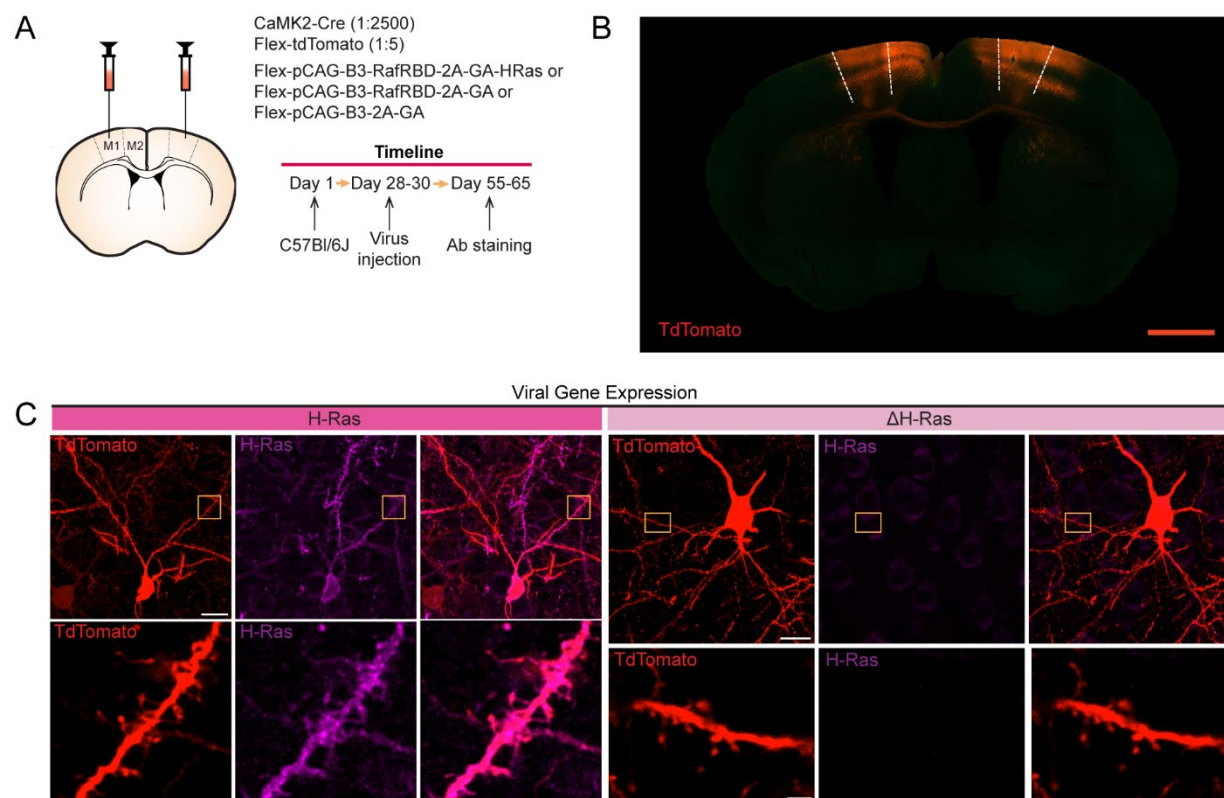 A
CaMK2-Cre (1:2500)
Flex-tdTomato (1:5)
Flex-pCAG-B3-RafRBD-2A-GA-HRas or
Flex-pCAG-B3-RafRBD-2A-GA or
Flex-pCAG-B3-2A-GA
M1 M2
Timeline
Day 1 Day 28-30 Day 55-65
C57Bl/6J Virus injection Ab staining
B
TdTomato
Viral Gene Expression
C
H-Ras ΔH-Ras
TdTomato H-Ras TdTomato H-Ras
TdTomato H-Ras TdTomato H-Ras